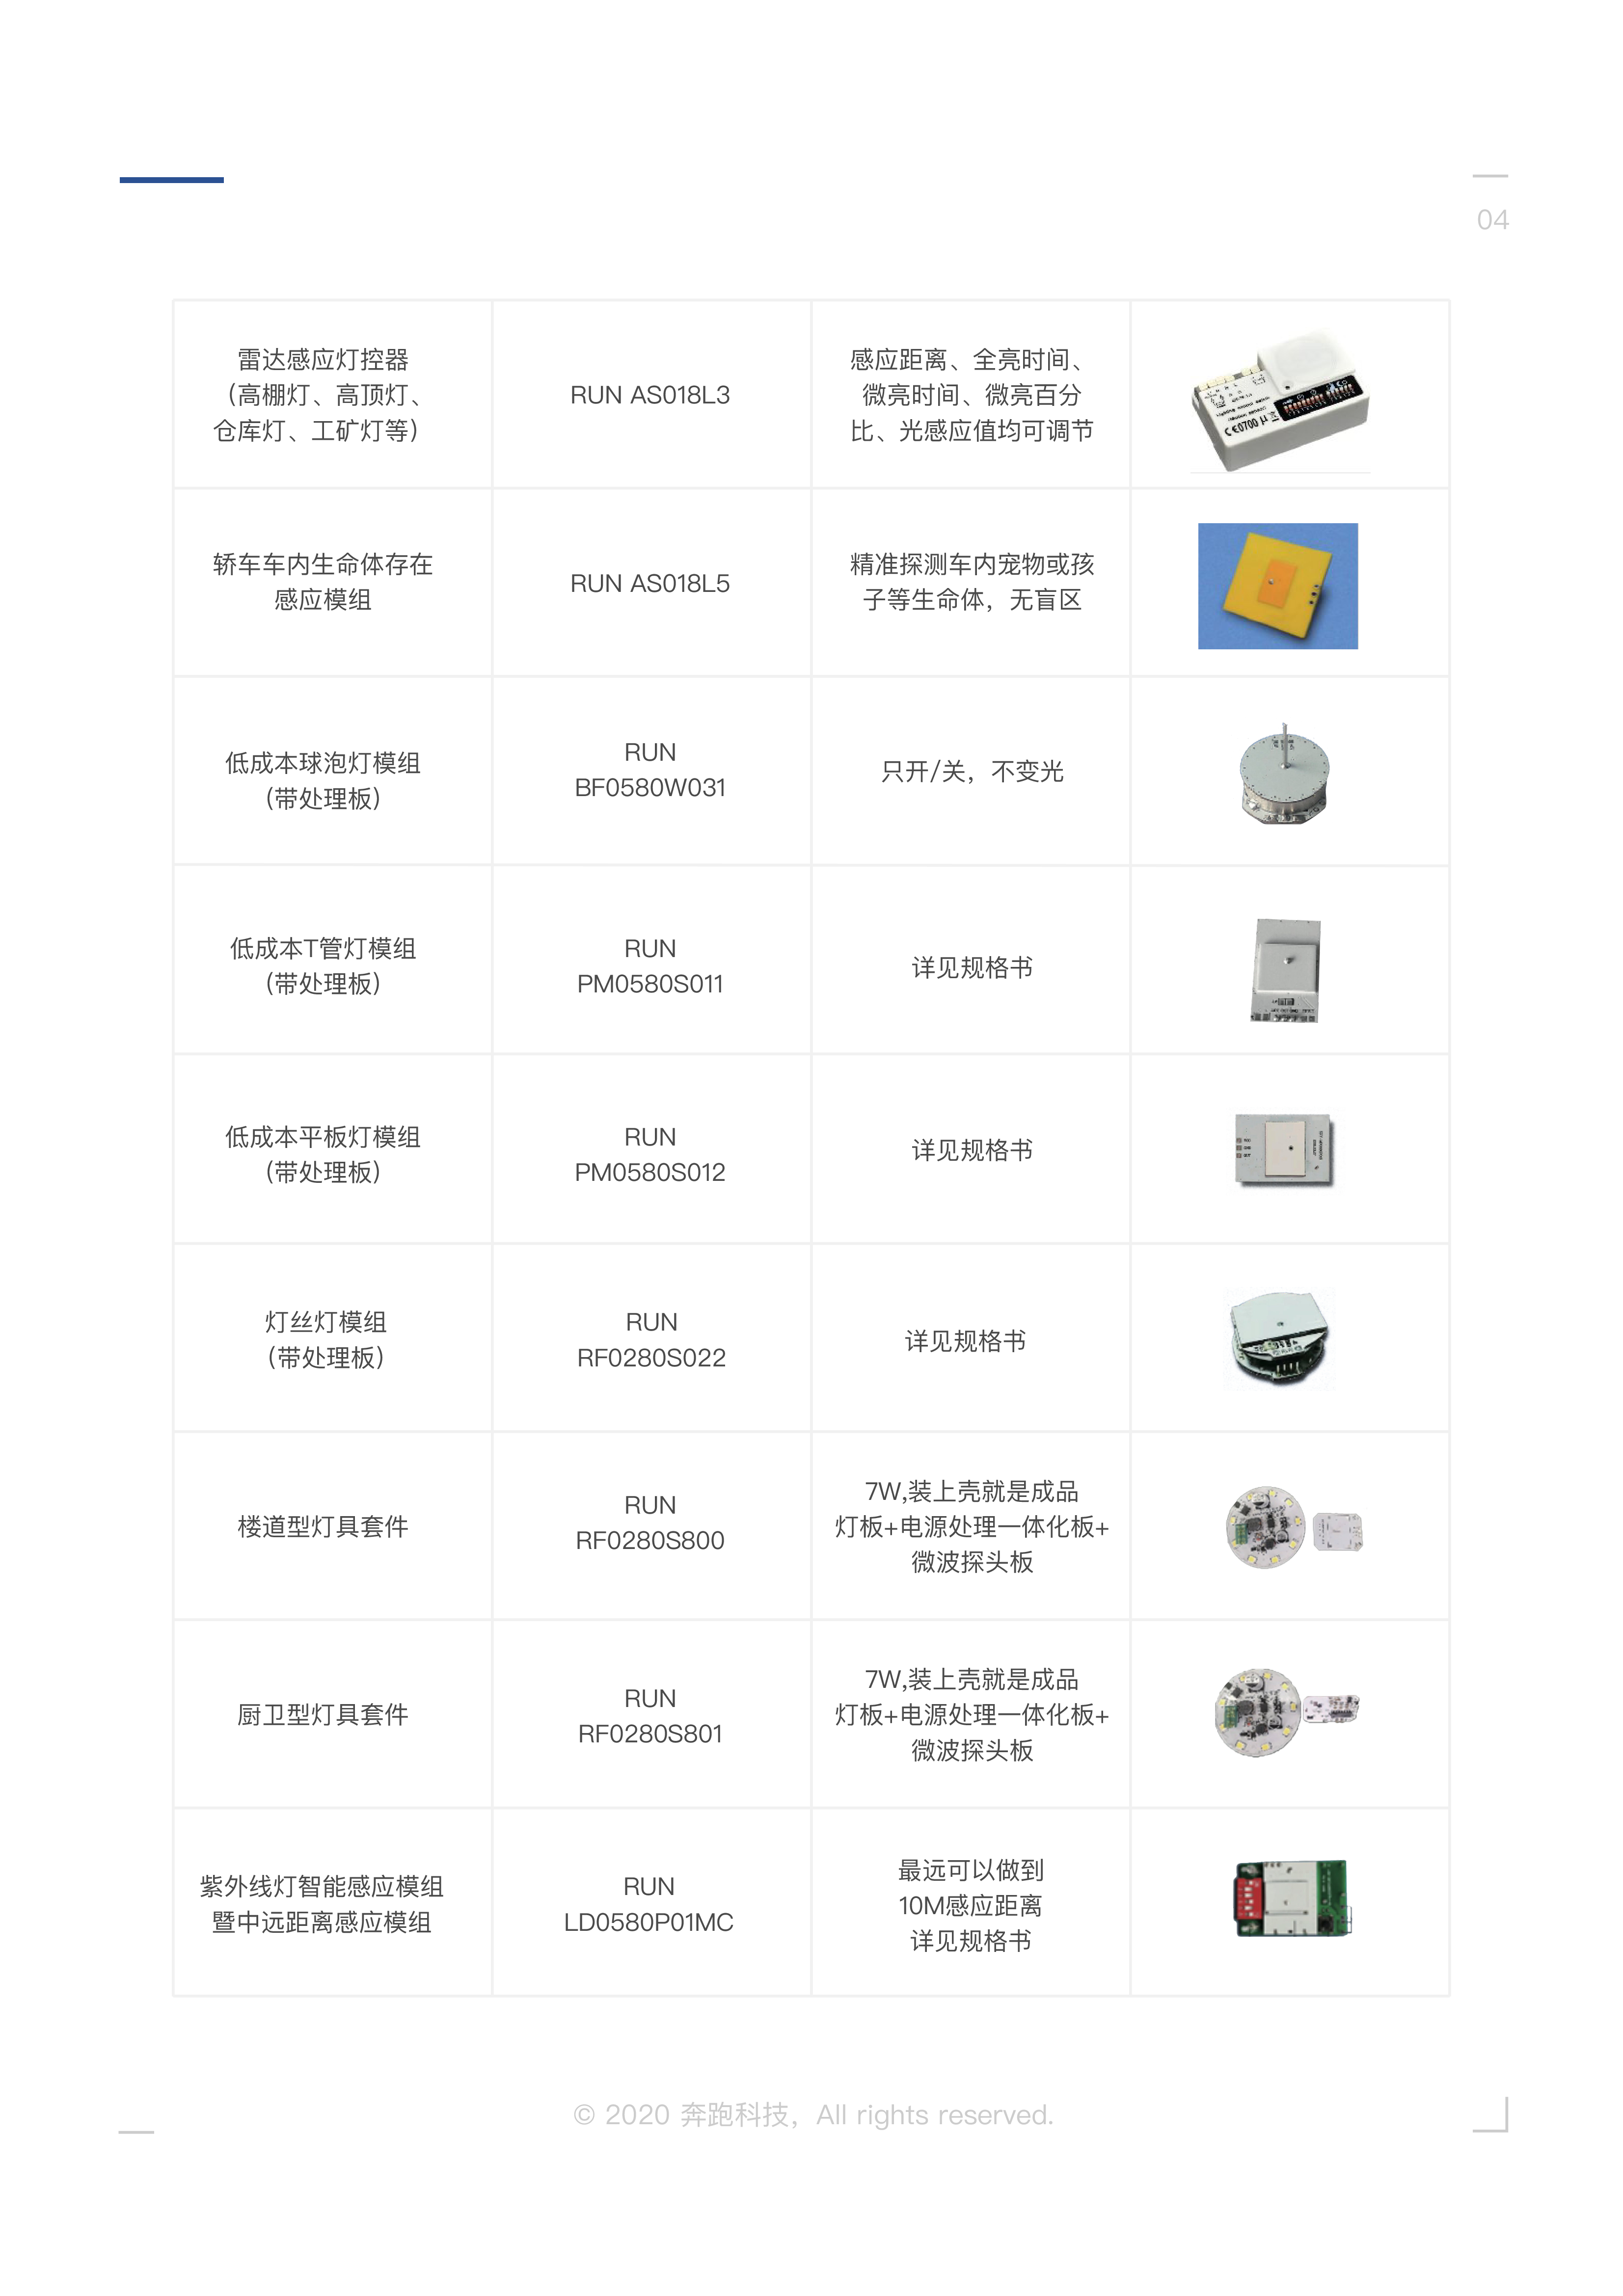 04
雷达感应灯控器
（高棚灯、高顶灯、
仓库灯、工矿灯等）
RUN AS018L3
感应距离、全亮时间、
微亮时间、微亮百分
比、光感应值均可调节
轿车车内生命体存在
感应模组
RUN AS018L5
精准探测车内宠物或孩
子等生命体，无盲区
低成本球泡灯模组
（带处理板）
RUN
BF0580W031
只开/关，不变光
低成本T管灯模组
（带处理板）
RUN
PM0580S011
详见规格书
低成本平板灯模组
（带处理板）
RUN
PM0580S012
详见规格书
灯丝灯模组
（带处理板）
RUN
RF0280S022
详见规格书
楼道型灯具套件
RUN
RF0280S800
7W,装上壳就是成品
灯板+电源处理一体化板+
微波探头板
厨卫型灯具套件
RUN
RF0280S801
7W,装上壳就是成品
灯板+电源处理一体化板+
微波探头板
紫外线灯智能感应模组
暨中远距离感应模组
RUN
LD0580P01MC
最远可以做到
10M感应距离
详见规格书
© 2020 奔跑科技，All rights reserved.